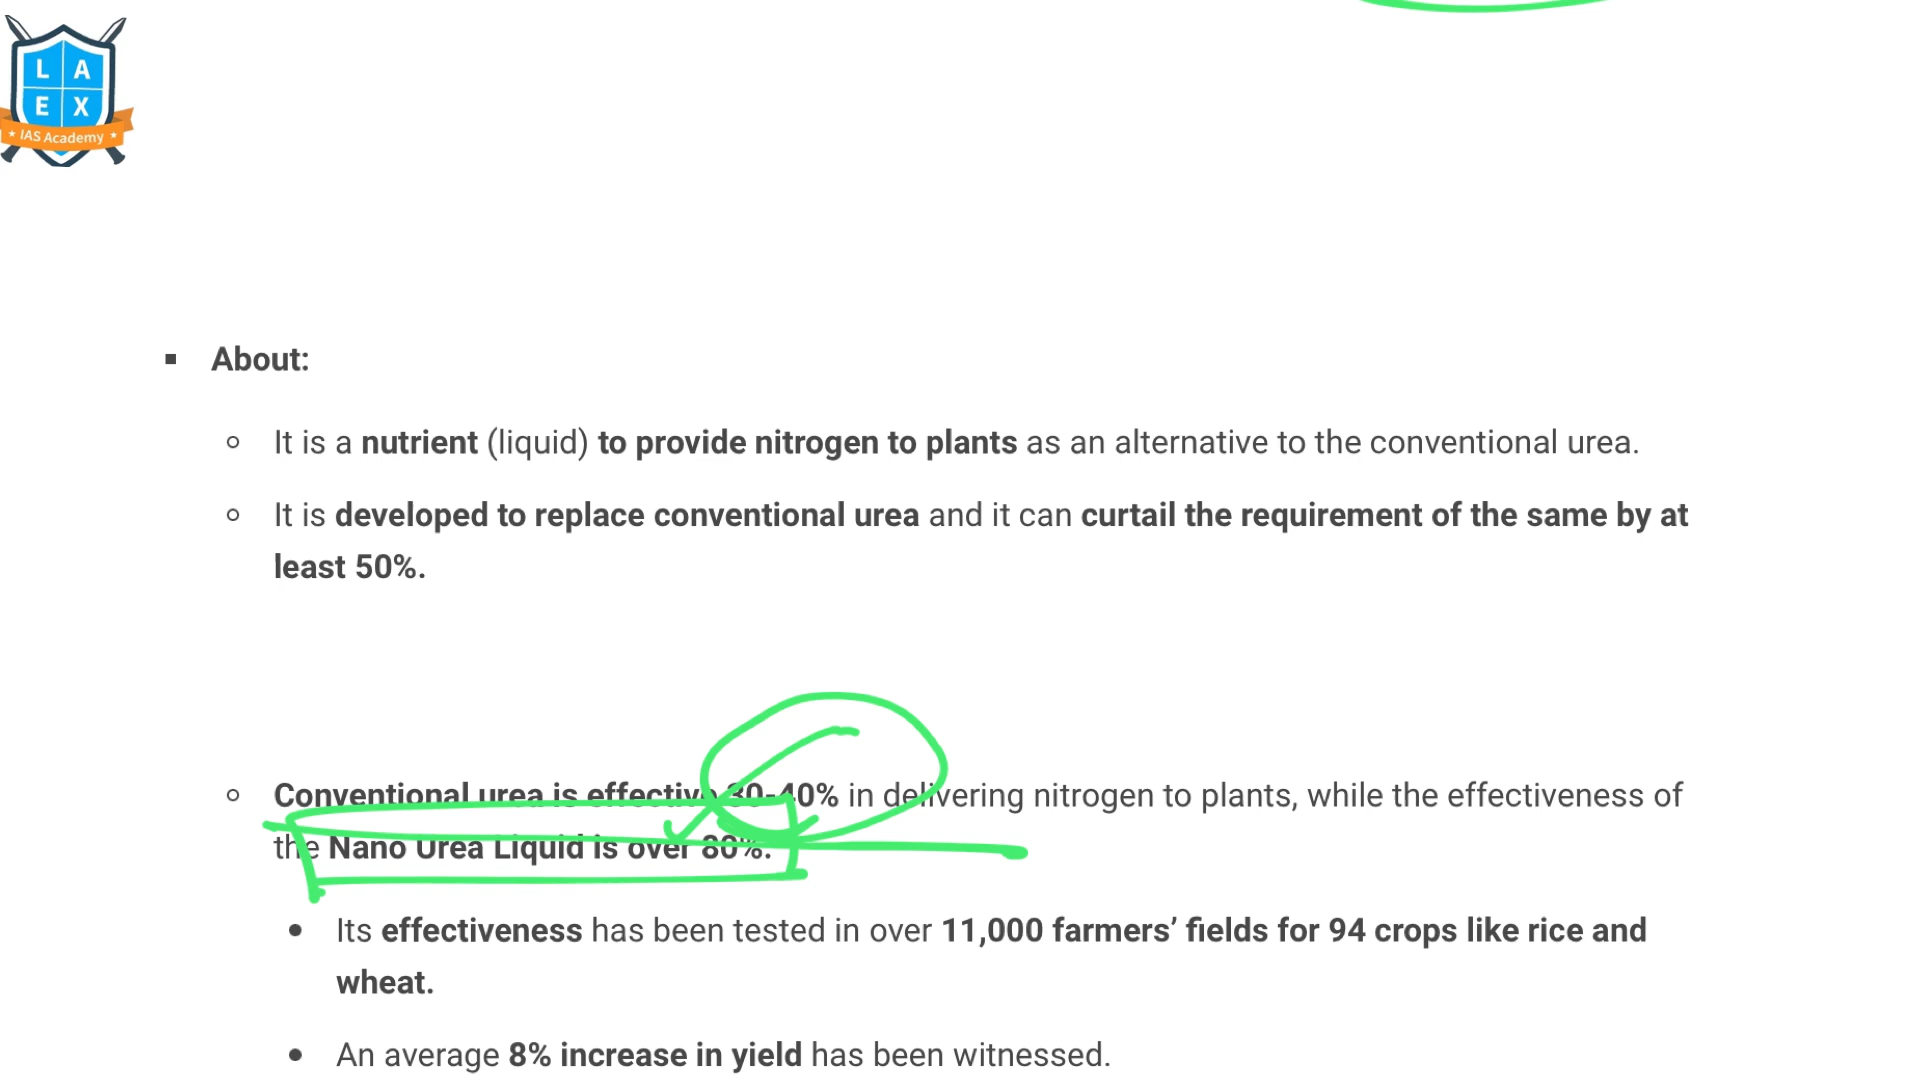 L A
E X
★ IAS Academy ★
▪ About:
○ It is a nutrient (liquid) to provide nitrogen to plants as an alternative to the conventional urea.
○ It is developed to replace conventional urea and it can curtail the requirement of the same by at
least 50%.
○ Conventional urea is effective 30-40% in delivering nitrogen to plants, while the effectiveness of
the Nano Urea Liquid is over 80%.
● Its effectiveness has been tested in over 11,000 farmers’ fields for 94 crops like rice and
wheat.
● An average 8% increase in yield has been witnessed.